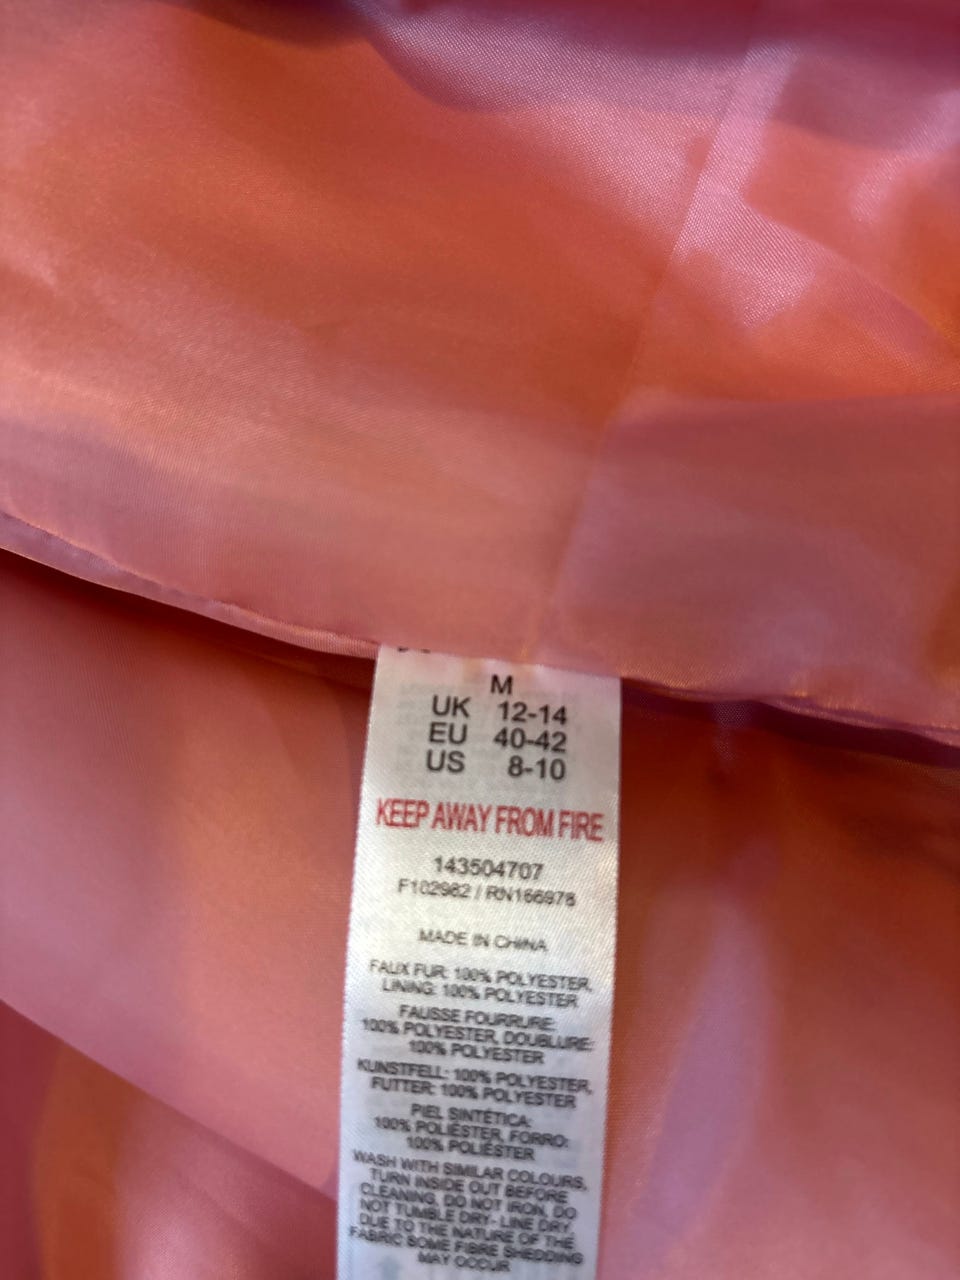 M
UK 12-14
EU 40-42
US 8-10
KEEP AWAY FROM FIRE
143504707
F102982 / RN166978
MADE IN CHINA
FAUX FUR: 100% POLYESTER,
LINING: 100% POLYESTER
FAUSSE FOURRURE:
100% POLYESTER, DOUBLURE:
100% POLYESTER
KUNSTFELL: 100% POLYESTER,
FUTTER: 100% POLYESTER
PIEL SINTÉTICA:
100% POLIÉSTER, FORRO:
100% POLIÉSTER
WASH WITH SIMILAR COLOURS,
TURN INSIDE OUT BEFORE
CLEANING, DO NOT IRON, DO
NOT TUMBLE DRY- LINE DRY,
DUE TO THE NATURE OF THE
FABRIC SOME FIBRE SHEDDING
MAY OCCUR